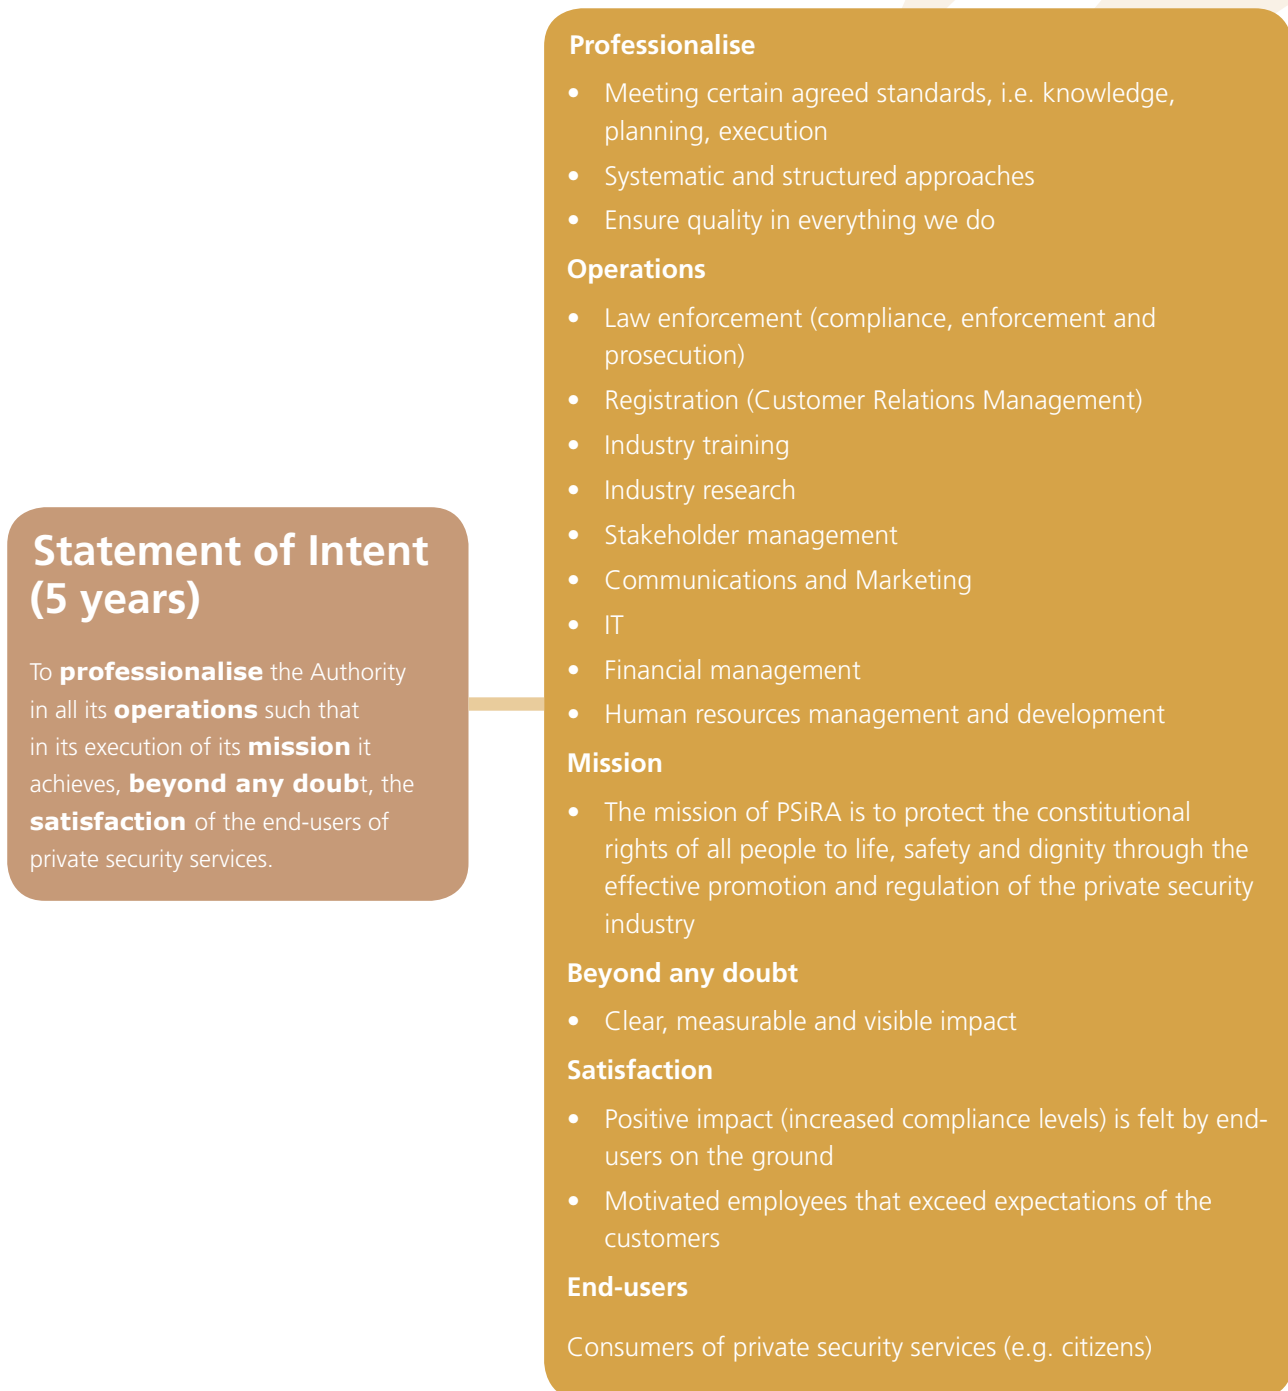 Statement of Intent
(5 years)
To professionalise the Authority
in all its operations such that
in its execution of its mission it
achieves, beyond any doubt, the
satisfaction of the end-users of
private security services.
Professionalise
• Meeting certain agreed standards, i.e. knowledge,
planning, execution
• Systematic and structured approaches
• Ensure quality in everything we do
Operations
• Law enforcement (compliance, enforcement and
prosecution)
• Registration (Customer Relations Management)
• Industry training
• Industry research
• Stakeholder management
• Communications and Marketing
• IT
• Financial management
• Human resources management and development
Mission
• The mission of PSiRA is to protect the constitutional
rights of all people to life, safety and dignity through the
effective promotion and regulation of the private security
industry
Beyond any doubt
• Clear, measurable and visible impact
Satisfaction
• Positive impact (increased compliance levels) is felt by end-
users on the ground
• Motivated employees that exceed expectations of the
customers
End-users
Consumers of private security services (e.g. citizens)